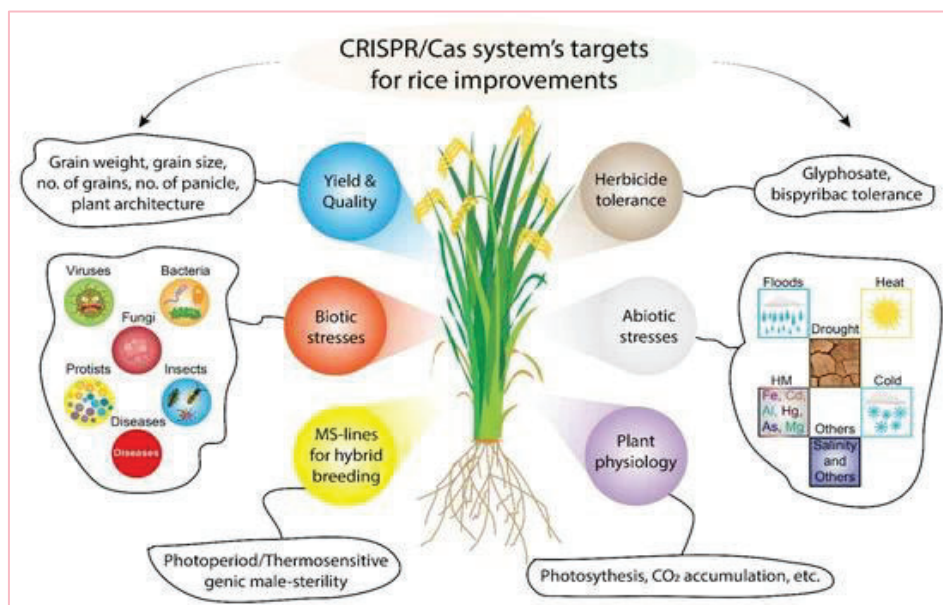 CRISPR/Cas system's targets
for rice improvements
Grain weight, grain size,
no. of grains, no. of panicle,
plant architecture
Yield &
Quality
Herbicide
tolerance
Glyphosate,
bispyribac tolerance
Viruses
Bacteria
Fungi
Protists
Insects
Diseases
Diseases
Biotic
stresses
Abiotic
stresses
Floods
Heat
Drought
HM
Cold
Fe, Cd,
Al, Hg,
As, Mg
Others
Salinity
and
Others
MS-lines
for hybrid
breeding
Plant
physiology
Photoperiod/Thermosensitive
genic male-sterility
Photosythesis, CO₂ accumulation, etc.